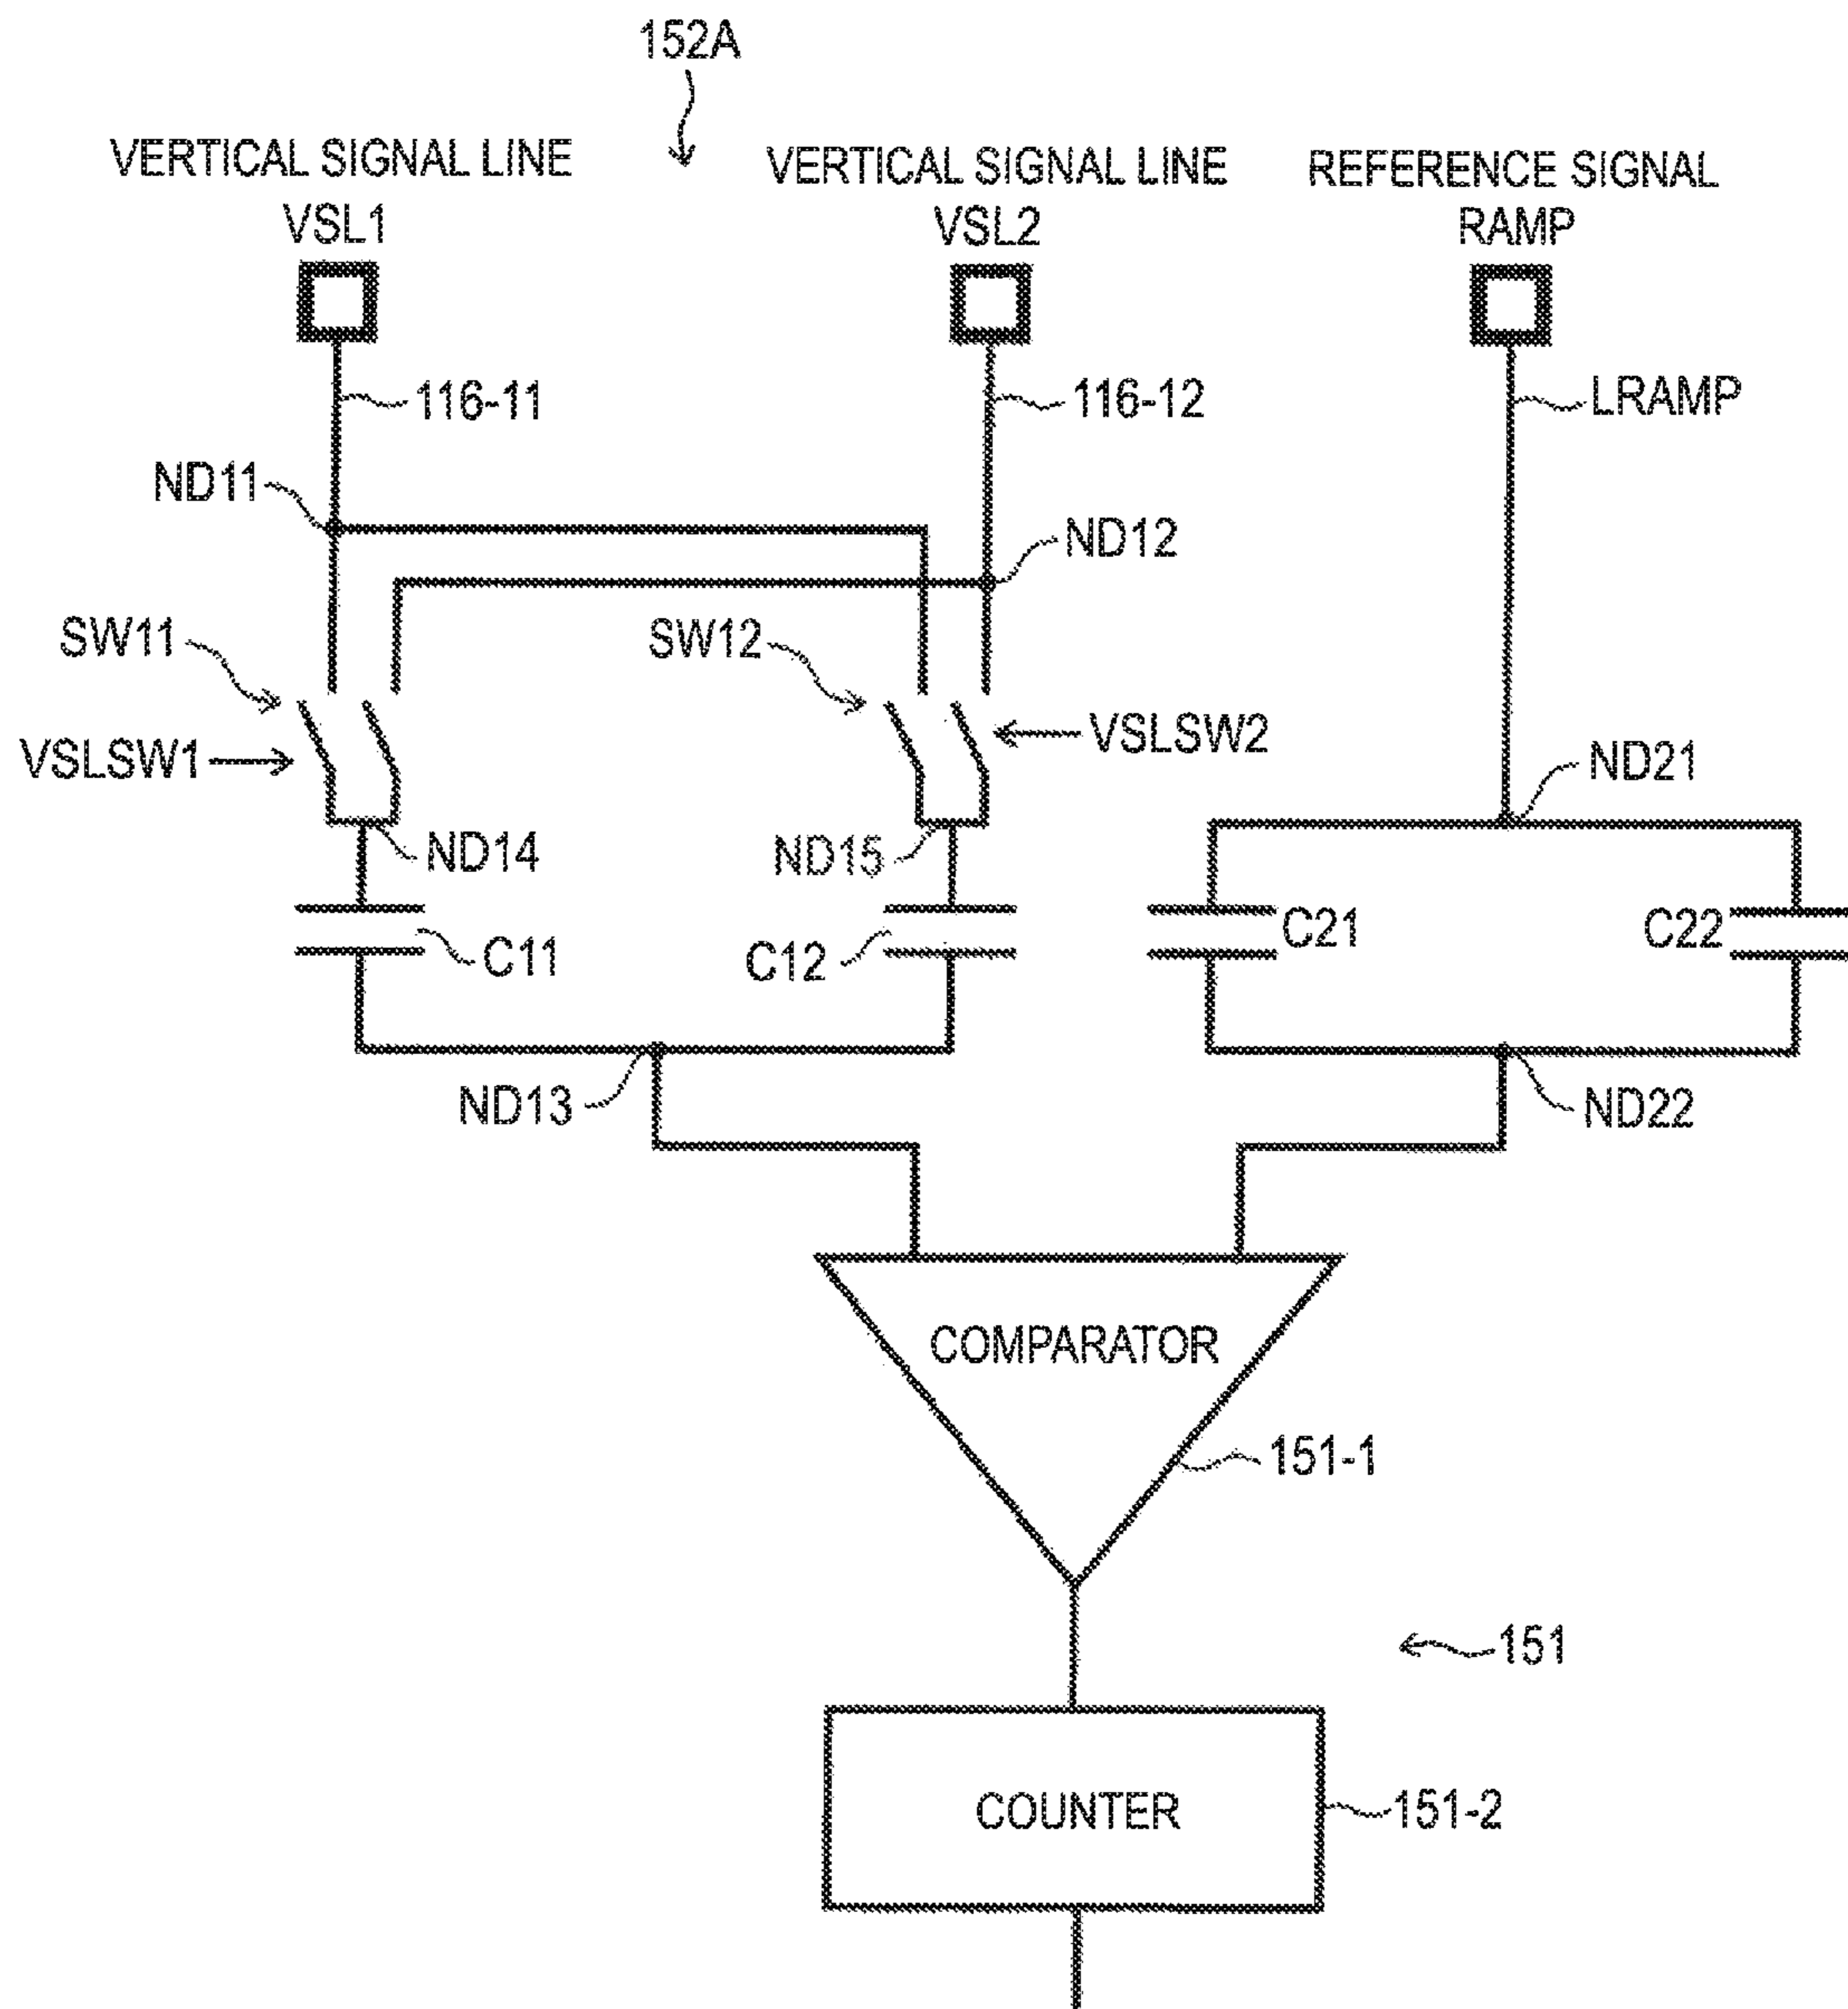 152A
VERTICAL SIGNAL LINE
VSL1
VERTICAL SIGNAL LINE
VSL2
REFERENCE SIGNAL
RAMP
116-11
116-12
LRAMP
ND11
ND12
SW11
SW12
VSLSW1
VSLSW2
ND21
ND14
ND15
C11
C12
C21
C22
ND13
ND22
COMPARATOR
151-1
151
COUNTER
151-2